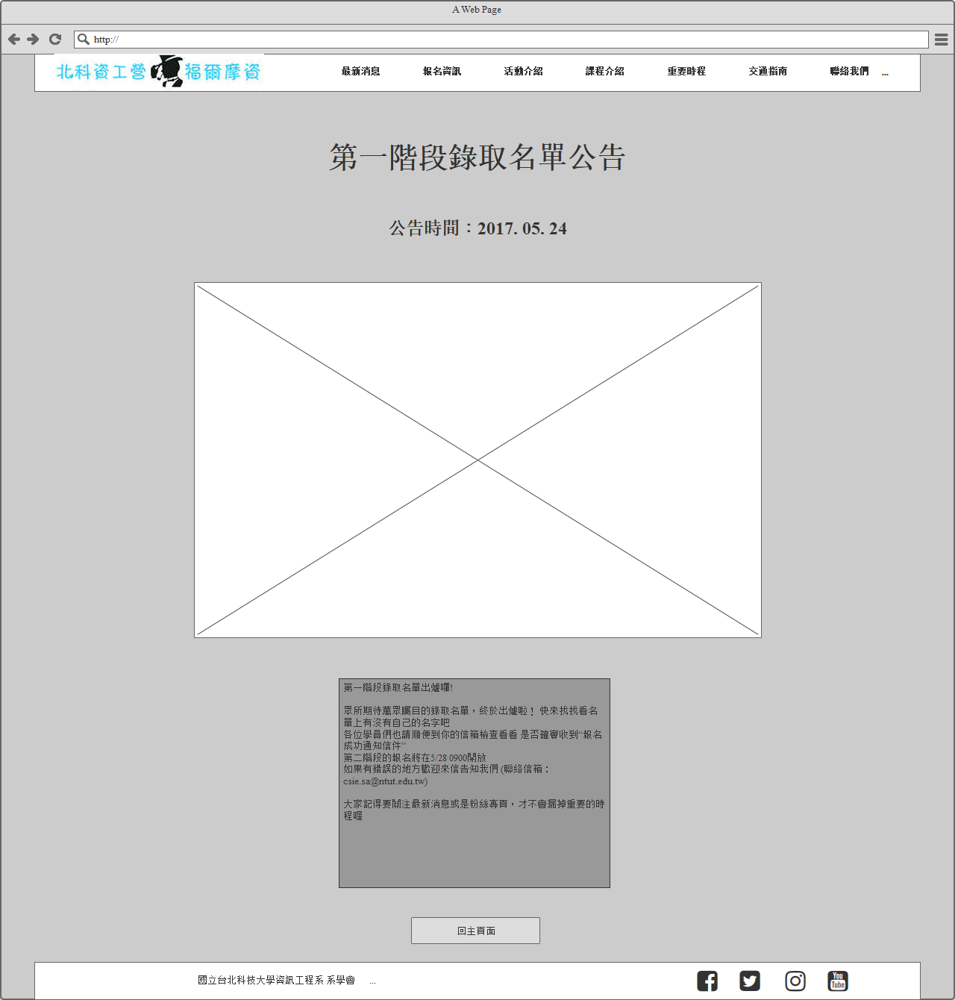 A Web Page
http://
北科資工營 福爾摩資
最新消息 報名資訊 活動介紹 課程介紹 重要時程 交通指南 聯絡我們 ...
第一階段錄取名單公告
公告時間：2017. 05. 24
第一階段錄取名單出爐囉!
眾所期待萬眾矚目的錄取名單，終於出爐啦！ 快來找找看名
單上有沒有自己的名字吧
各位學員們也請順便到你的信箱檢查看看 是否確實收到“報名
成功通知信件”
第二階段的報名將在5/28 0900開放
如果有錯誤的地方歡迎來信告知我們 (聯絡信箱：
csie.sa@ntut.edu.tw)
大家記得要關注最新消息或是粉絲專頁，才不會漏掉重要的時
程喔
回主頁面
國立台北科技大學資訊工程系 系學會 ...
You
Tube